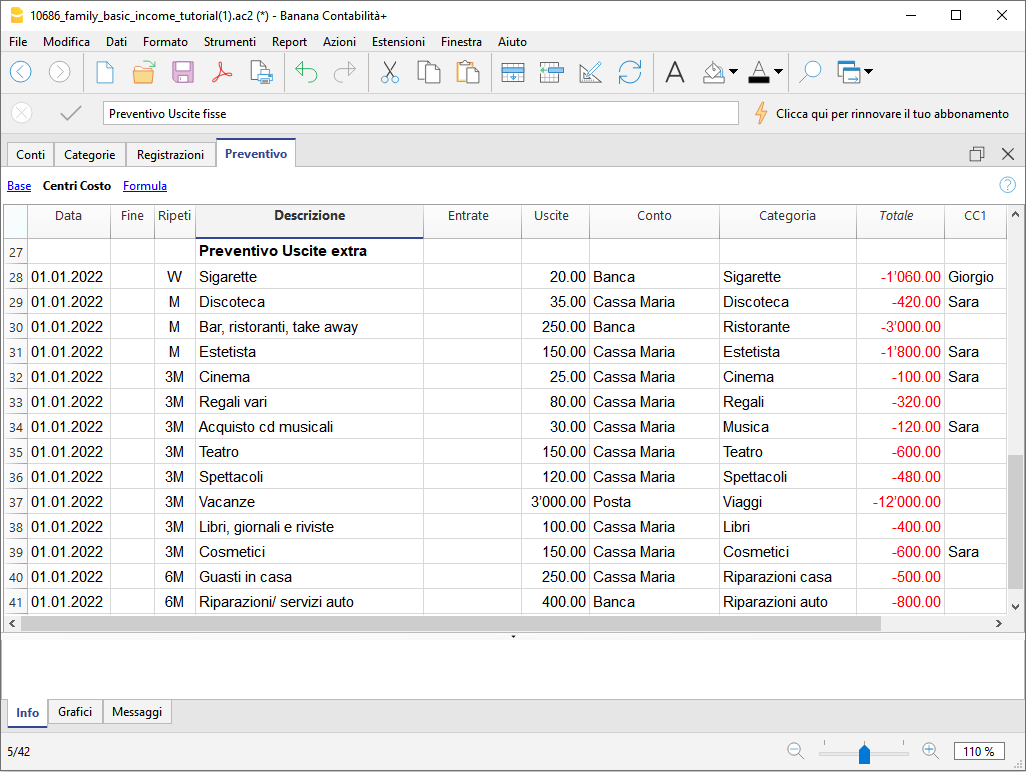 10686_family_basic_income_tutorial(1).ac2 (*) - Banana Contabilità+
File Modifica Dati Formato Strumenti Report Azioni Estensioni Finestra Aiuto
Preventivo Uscite fisse Clicca qui per rinnovare il tuo abbonamento
Conti Categorie Registrazioni Preventivo
Base Centri Costo Formula
Data Fine Ripeti Descrizione Entrate Uscite Conto Categoria Totale CC1
27 Preventivo Uscite extra
28 01.01.2022 W Sigarette 20.00 Banca Sigarette -1'060.00 Giorgio
29 01.01.2022 M Discoteca 35.00 Cassa Maria Discoteca -420.00 Sara
30 01.01.2022 M Bar, ristoranti, take away 250.00 Banca Ristorante -3'000.00
31 01.01.2022 M Estetista 150.00 Cassa Maria Estetista -1'800.00 Sara
32 01.01.2022 3M Cinema 25.00 Cassa Maria Cinema -100.00 Sara
33 01.01.2022 3M Regali vari 80.00 Cassa Maria Regali -320.00
34 01.01.2022 3M Acquisto cd musicali 30.00 Cassa Maria Musica -120.00 Sara
35 01.01.2022 3M Teatro 150.00 Cassa Maria Teatro -600.00
36 01.01.2022 3M Spettacoli 120.00 Cassa Maria Spettacoli -480.00
37 01.01.2022 3M Vacanze 3'000.00 Posta Viaggi -12'000.00
38 01.01.2022 3M Libri, giornali e riviste 100.00 Cassa Maria Libri -400.00
39 01.01.2022 3M Cosmetici 150.00 Cassa Maria Cosmetici -600.00 Sara
40 01.01.2022 6M Guasti in casa 250.00 Cassa Maria Riparazioni casa -500.00
41 01.01.2022 6M Riparazioni/ servizi auto 400.00 Banca Riparazioni auto -800.00
Info Grafici Messaggi
5/42 110 %